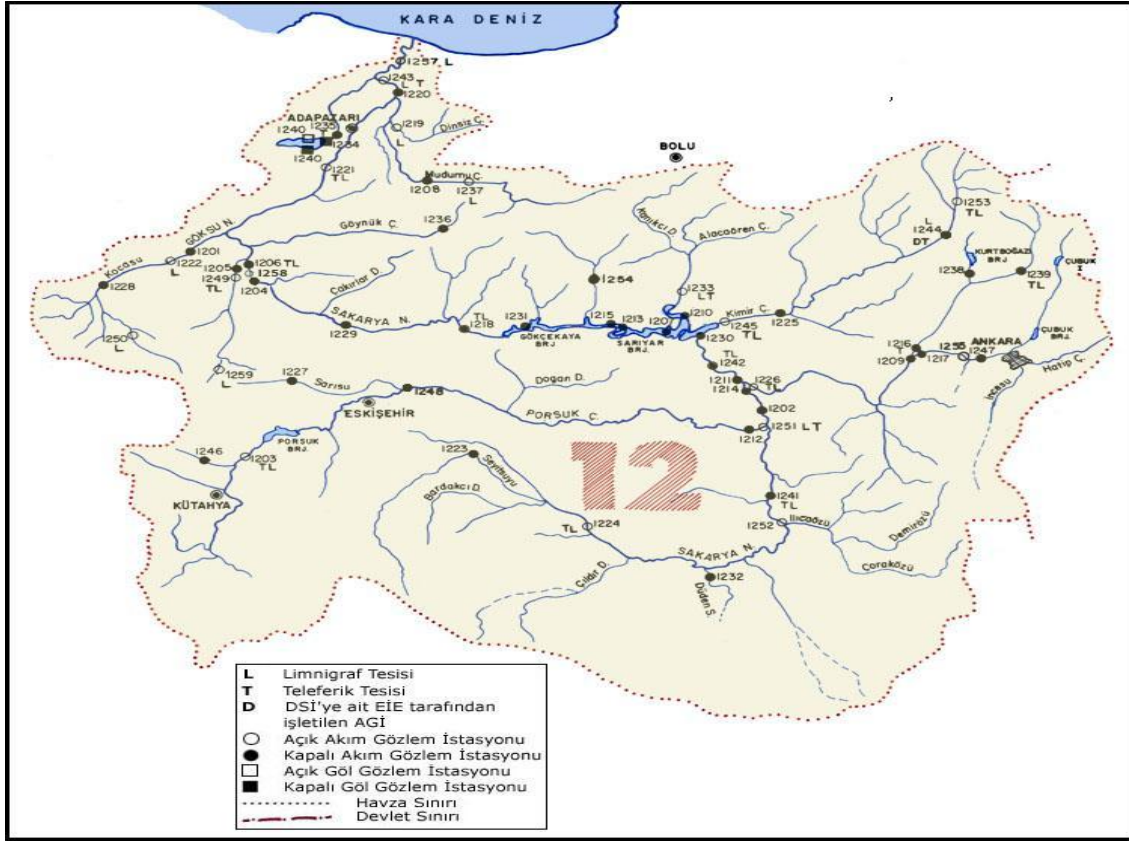 KARA DENİZ
1257 L
1243
L T
1220
ADAPAZARI
1240
1235
T
1234
1240
1219
L
Dinsiz Ç.
1221
TL
BOLU
Mudurnu Ç.
1208
1237
L
GÖKSU N.
Göynük Ç.
1236
1253
TL
Alacaören Ç.
L
1244
DT
KURTBOĞAZI
BRJ.
ÇUBUK
I
Kocasu
1201
1222
L
1205
1206 TL
1249
1258
TL
1204
Çakırlar D.
1254
1233
LT
1238
1239
TL
1228
SAKARYA N.
1229
TL
1218
1231
GÖKÇEKAYA
BRJ.
1215
1213
SARIYAR
BRJ.
120
1210
Kimir Ç.
1245
TL
1225
1230
ÇUBUK
BRJ.
1250
L
1216
T
1217
1209
1255
ANKARA
1247
Hatip Ç.
TL
1242
1259
L
1227
Sarısu
1248
Doğan D.
1211
1226
TL
1214
İncesu
ESKİŞEHİR
PORSUK Ç.
1202
1251 LT
1212
PORSUK
BRJ.
1246
1203
TL
12
1223
Seyitsuyu
Bardakcı D.
KÜTAHYA
1241
TL
TL
1224
1252
Ilıcaözü
Demirözü
SAKARYA N.
Çoraközü
Çıldır D.
1232
Düden S.
L Limnigraf Tesisi
T Teleferik Tesisi
D DSİ'ye ait EİE tarafından
işletilen AGİ
Açık Akım Gözlem İstasyonu
Kapalı Akım Gözlem İstasyonu
Açık Göl Gözlem İstasyonu
Kapalı Göl Gözlem İstasyonu
Havza Sınırı
Devlet Sınırı